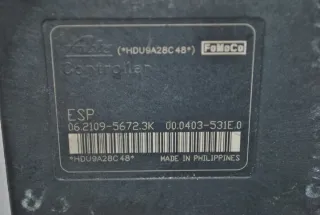 (*HDU9A28C48*) FoMoCo
Controller
ESP
06.2109-5672.3K 00.0403-531E.0
*HDU9A28C48* MADE IN PHILIPPINES